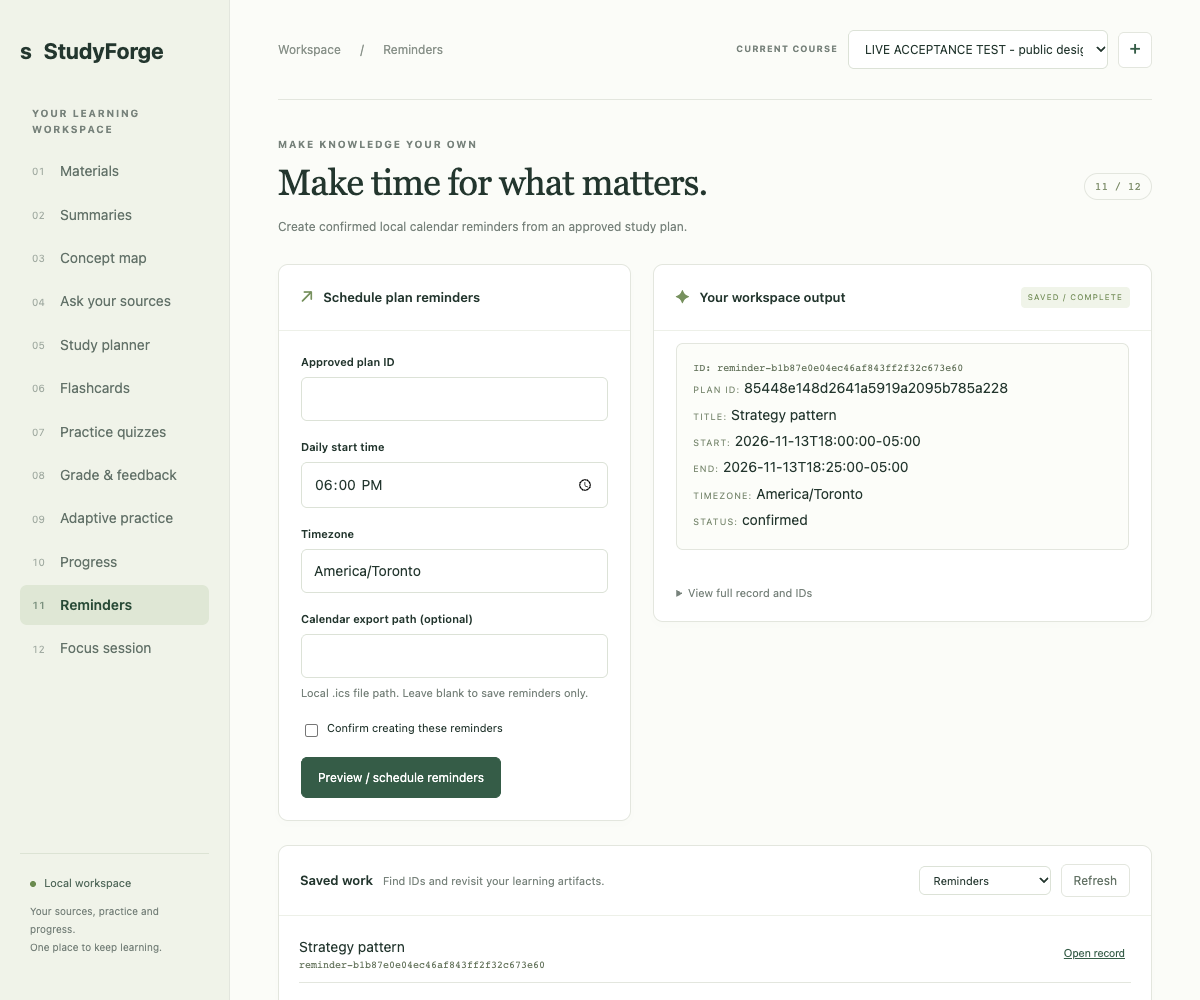 s StudyForge
YOUR LEARNING
WORKSPACE
01 Materials
02 Summaries
03 Concept map
04 Ask your sources
05 Study planner
06 Flashcards
07 Practice quizzes
08 Grade & feedback
09 Adaptive practice
10 Progress
11 Reminders
12 Focus session
Local workspace
Your sources, practice and
progress.
One place to keep learning.
Workspace / Reminders
CURRENT COURSE
LIVE ACCEPTANCE TEST - public desig
+
MAKE KNOWLEDGE YOUR OWN
Make time for what matters.
11 / 12
Create confirmed local calendar reminders from an approved study plan.
Schedule plan reminders
Approved plan ID
Daily start time
06:00 PM
Timezone
America/Toronto
Calendar export path (optional)
Local .ics file path. Leave blank to save reminders only.
Confirm creating these reminders
Preview / schedule reminders
Your workspace output
SAVED / COMPLETE
ID: reminder-b1b87e0e04ec46af843ff2f32c673e60
PLAN ID: 85448e148d2641a5919a2095b785a228
TITLE: Strategy pattern
START: 2026-11-13T18:00:00-05:00
END: 2026-11-13T18:25:00-05:00
TIMEZONE: America/Toronto
STATUS: confirmed
View full record and IDs
Saved work Find IDs and revisit your learning artifacts.
Reminders
Refresh
Strategy pattern
reminder-b1b87e0e04ec46af843ff2f32c673e60
Open record